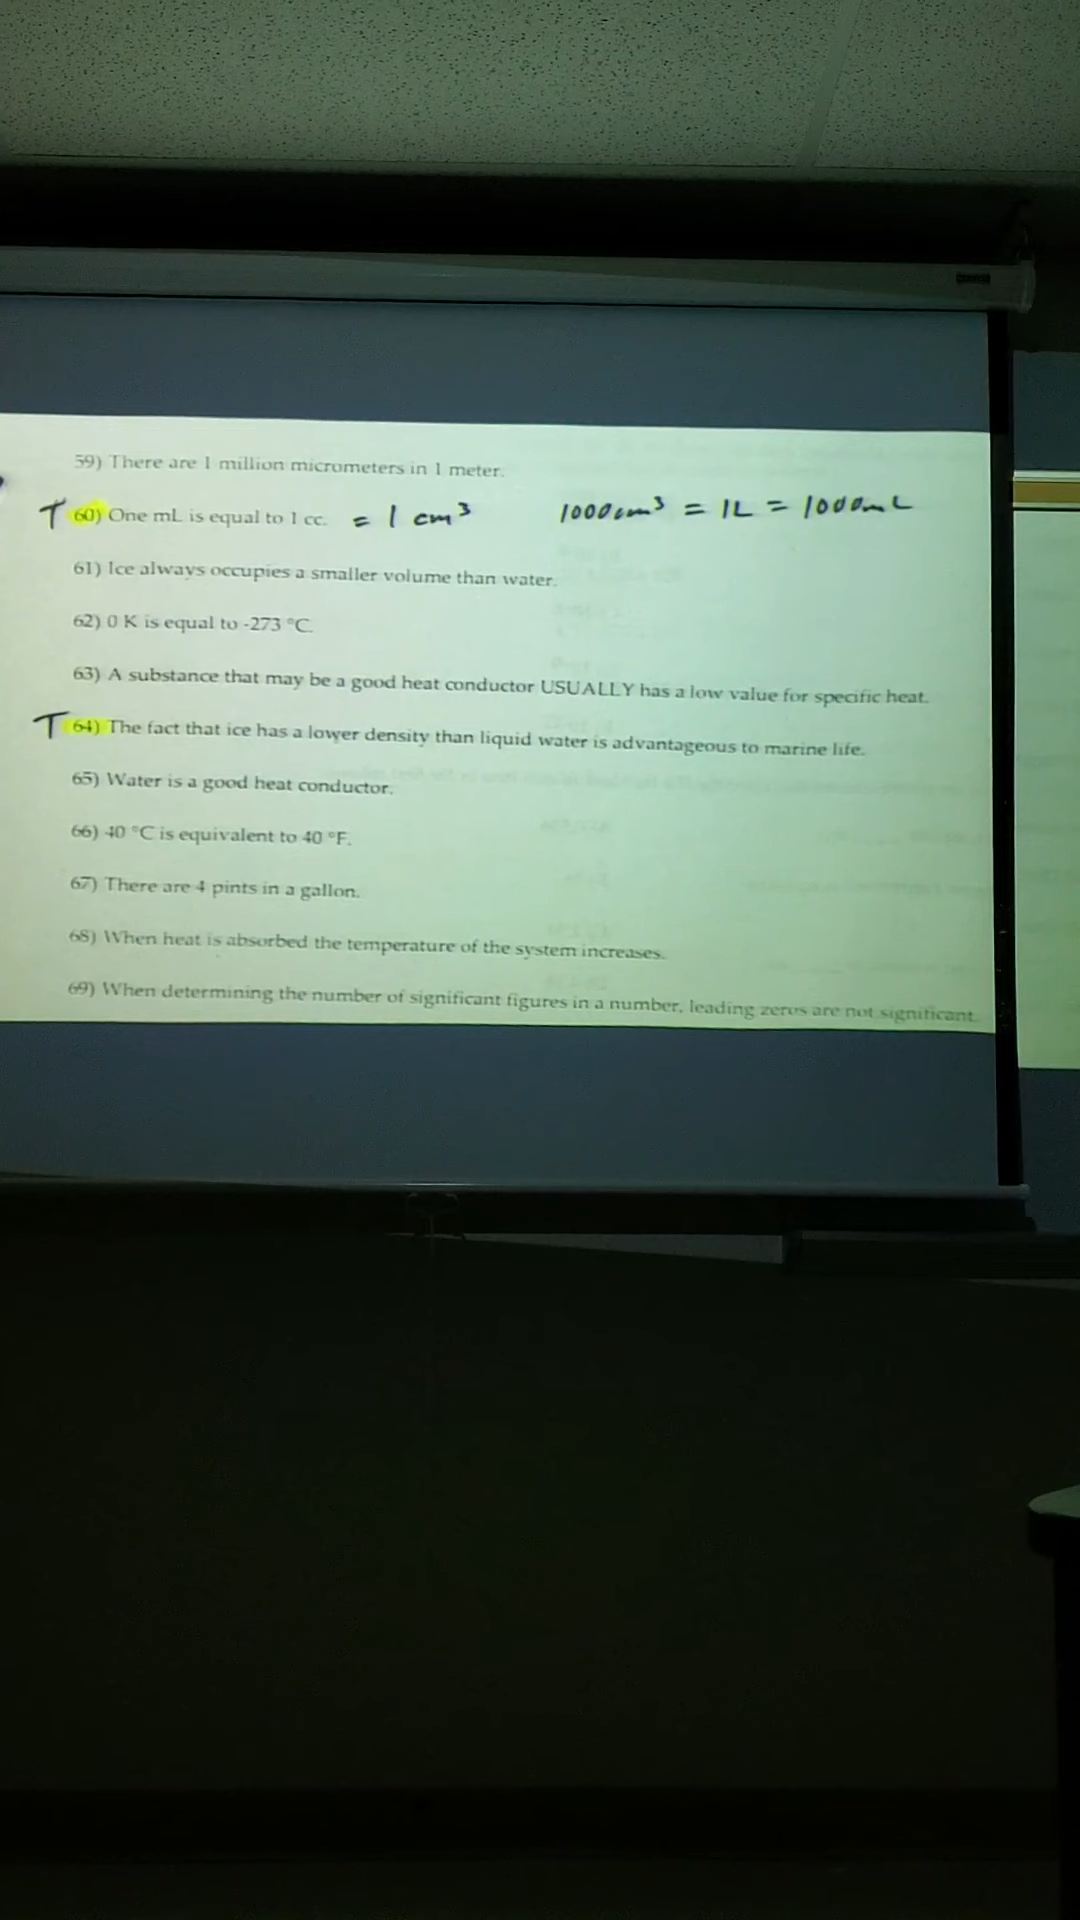 59) There are 1 million micrometers in 1 meter.
T 60) One mL is equal to 1 cc. = 1 cm³ 1000cm³ = 1L = 1000mL
61) Ice always occupies a smaller volume than water.
62) 0 K is equal to -273 °C.
63) A substance that may be a good heat conductor USUALLY has a low value for specific heat.
T 64) The fact that ice has a lower density than liquid water is advantageous to marine life.
65) Water is a good heat conductor.
66) 40 °C is equivalent to 40 °F.
67) There are 4 pints in a gallon.
68) When heat is absorbed the temperature of the system increases.
69) When determining the number of significant figures in a number, leading zeros are not significant.